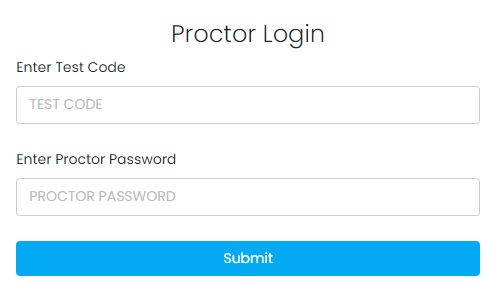 Proctor Login
Enter Test Code
TEST CODE
Enter Proctor Password
PROCTOR PASSWORD
Submit